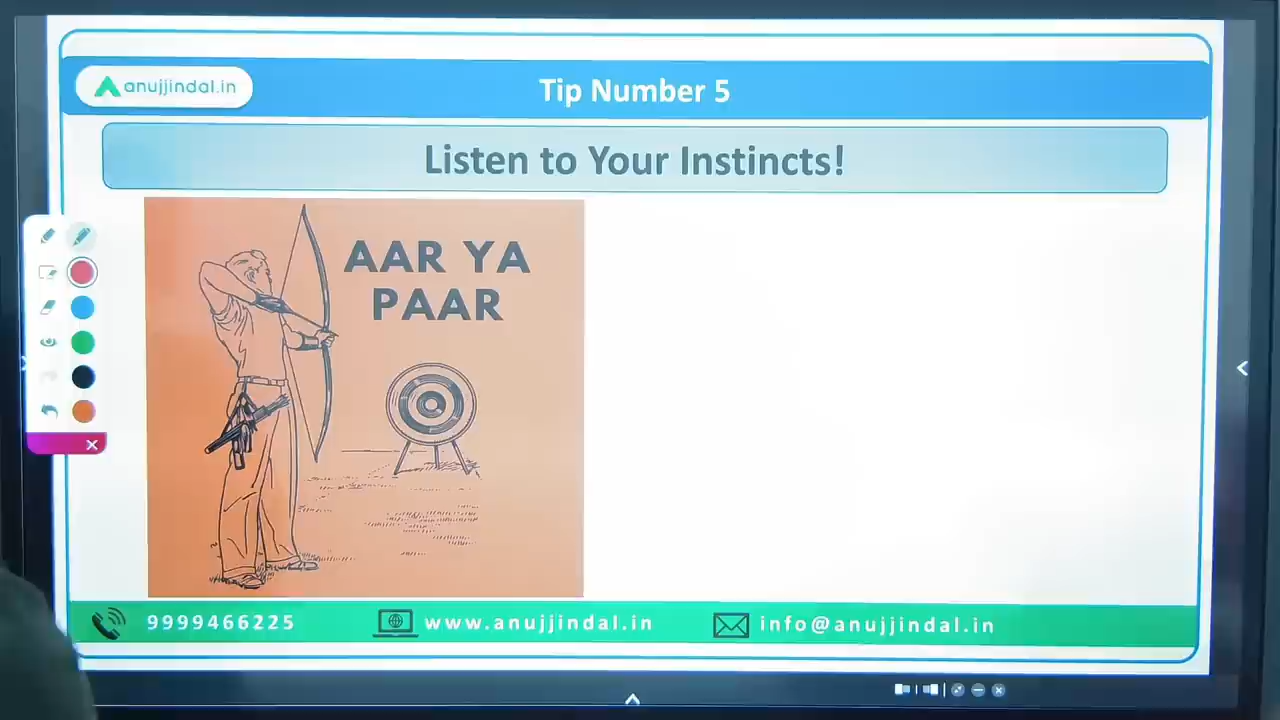 anujjindal.in
Tip Number 5
Listen to Your Instincts!
AAR YA
PAAR
9999466225
www.anujjindal.in
info@anujjindal.in